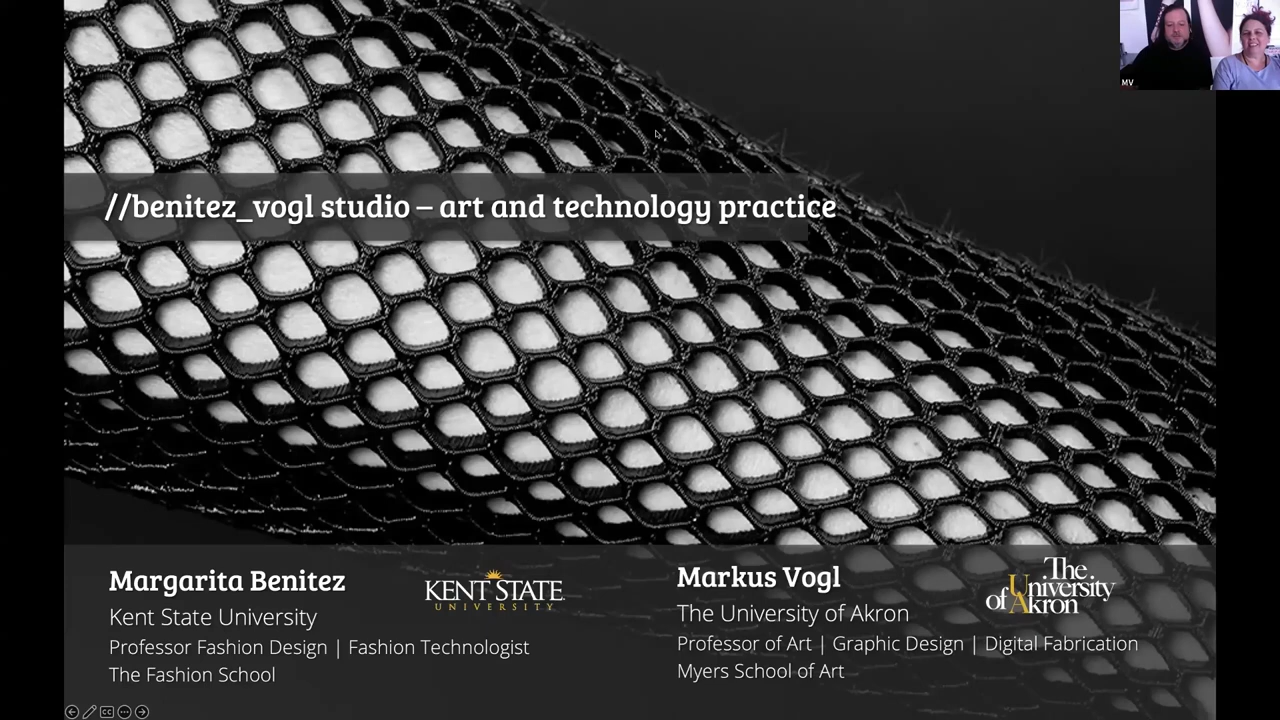 MV
//benitez_vogl studio – art and technology practice
Margarita Benitez
Kent State University
Professor Fashion Design | Fashion Technologist
The Fashion School
KENT STATE
UNIVERSITY
Markus Vogl
The University of Akron
Professor of Art | Graphic Design | Digital Fabrication
Myers School of Art
The
University
of Akron
CC